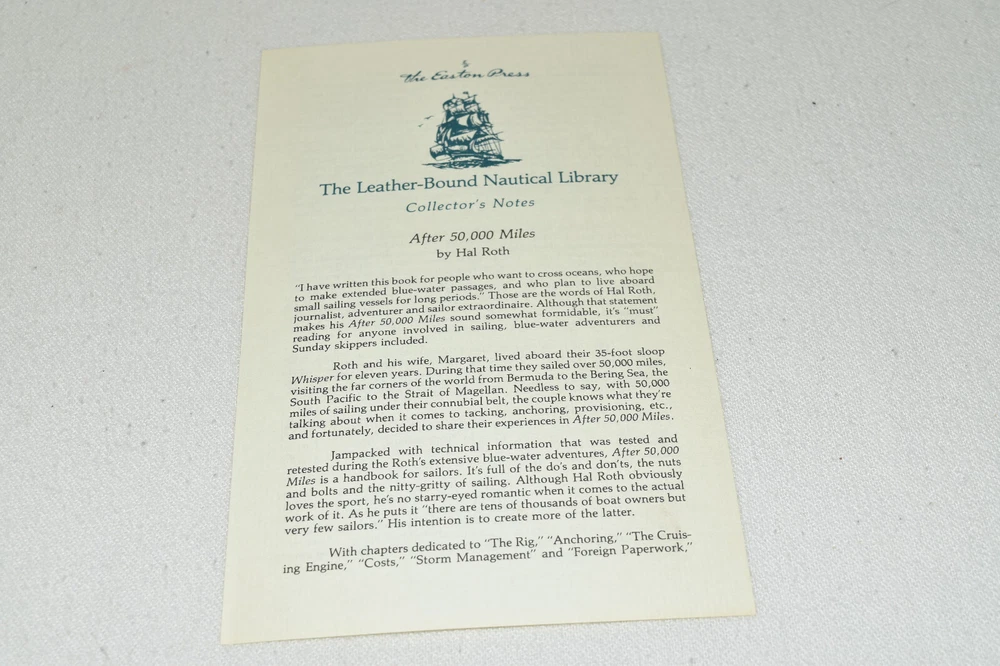 The Easton Press
The Leather-Bound Nautical Library
Collector's Notes
After 50,000 Miles
by Hal Roth
"I have written this book for people who want to cross oceans, who hope
to make extended blue-water passages, and who plan to live aboard
small sailing vessels for long periods." Those are the words of Hal Roth,
journalist, adventurer and sailor extraordinaire. Although that statement
makes his After 50,000 Miles sound somewhat formidable, it's "must"
reading for anyone involved in sailing, blue-water adventurers and
Sunday skippers included.
Roth and his wife, Margaret, lived aboard their 35-foot sloop
Whisper for eleven years. During that time they sailed over 50,000 miles,
visiting the far corners of the world from Bermuda to the Bering Sea, the
South Pacific to the Strait of Magellan. Needless to say, with 50,000
miles of sailing under their connubial belt, the couple knows what they're
talking about when it comes to tacking, anchoring, provisioning, etc.,
and fortunately, decided to share their experiences in After 50,000 Miles.
Jampacked with technical information that was tested and
retested during the Roth's extensive blue-water adventures, After 50,000
Miles is a handbook for sailors. It's full of the do's and don'ts, the nuts
and bolts and the nitty-gritty of sailing. Although Hal Roth obviously
loves the sport, he's no starry-eyed romantic when it comes to the actual
work of it. As he puts it "there are tens of thousands of boat owners but
very few sailors." His intention is to create more of the latter.
With chapters dedicated to "The Rig," "Anchoring," "The Cruis-
ing Engine," "Costs," "Storm Management" and "Foreign Paperwork,"